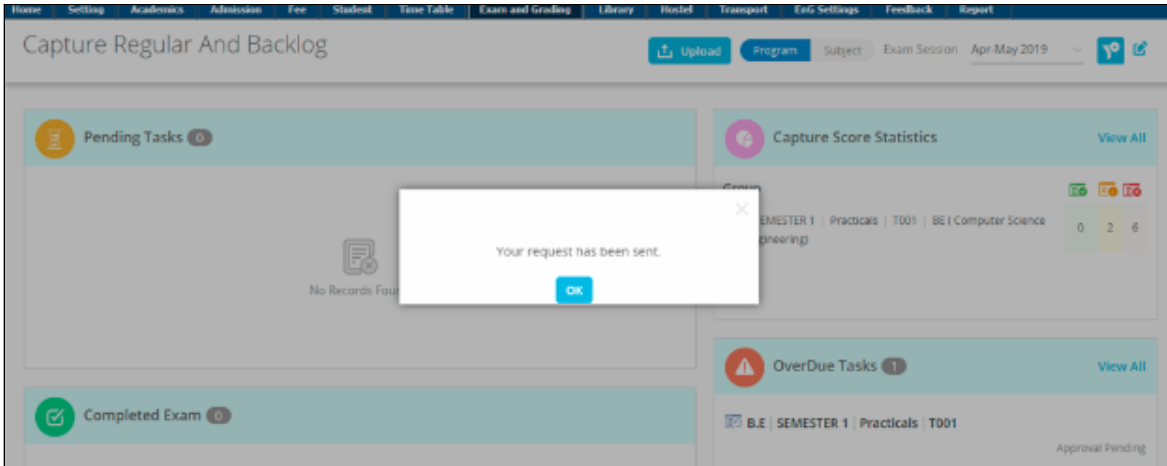 Home Setting Academics Admission Fee Student Time Table Exam and Grading Library Hostel Transport EnG Settings Feedback Report
Capture Regular And Backlog
Upload Program Subject Exam Session Apr-May 2019
Pending Tasks 0
Capture Score Statistics View All
Group
EMESTER 1 | Practicals | T001 | BE ( Computer Science
gineering)
0 2 6
Your request has been sent.
OK
No Records Fou
OverDue Tasks 1 View All
Completed Exam 0
B.E | SEMESTER 1 | Practicals | T001
Approval Pending